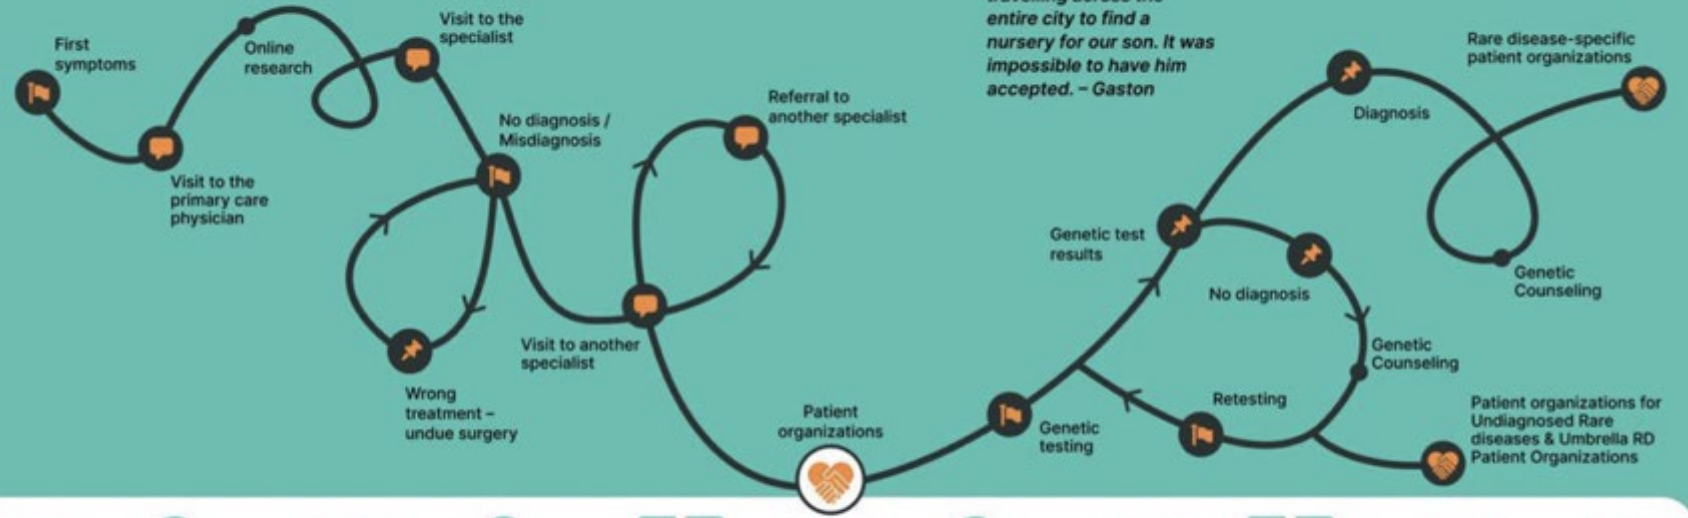 First
symptoms
Visit to the
primary care
physician
Online
research
Visit to the
specialist
No diagnosis /
Misdiagnosis
Wrong
treatment –
undue surgery
Visit to another
specialist
Referral to
another specialist
Patient
organizations
travelling across the
entire city to find a
nursery for our son. It was
impossible to have him
accepted. – Gaston
Genetic
testing
Genetic test
results
No diagnosis
Genetic
Counseling
Retesting
Diagnosis
Genetic
Counseling
Rare disease-specific
patient organizations
Patient organizations for
Undiagnosed Rare
diseases & Umbrella RD
Patient Organizations